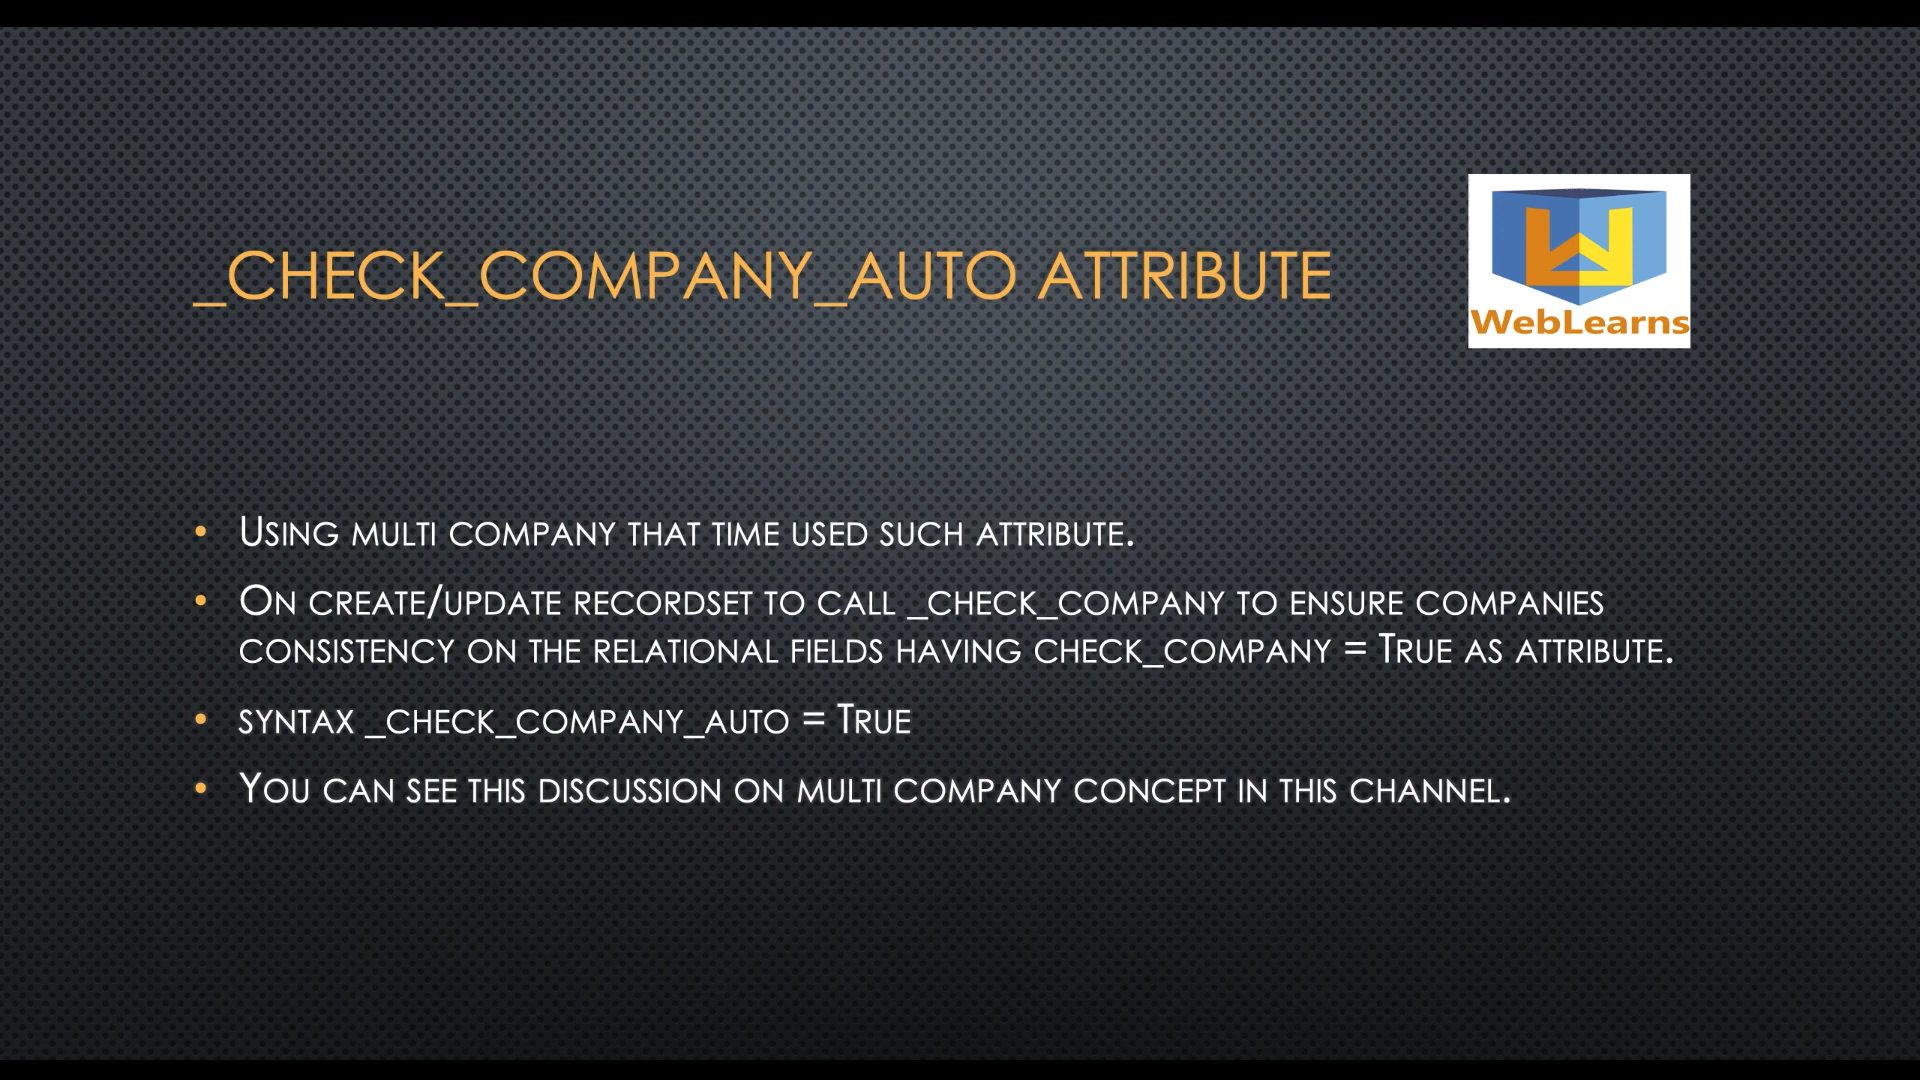 _CHECK_COMPANY_AUTO ATTRIBUTE
WebLearns
• Using multi company that time used such attribute.
• On create/update recordset to call _check_company to ensure companies
consistency on the relational fields having check_company = True as attribute.
• syntax _check_company_auto = True
• You can see this discussion on multi company concept in this channel.